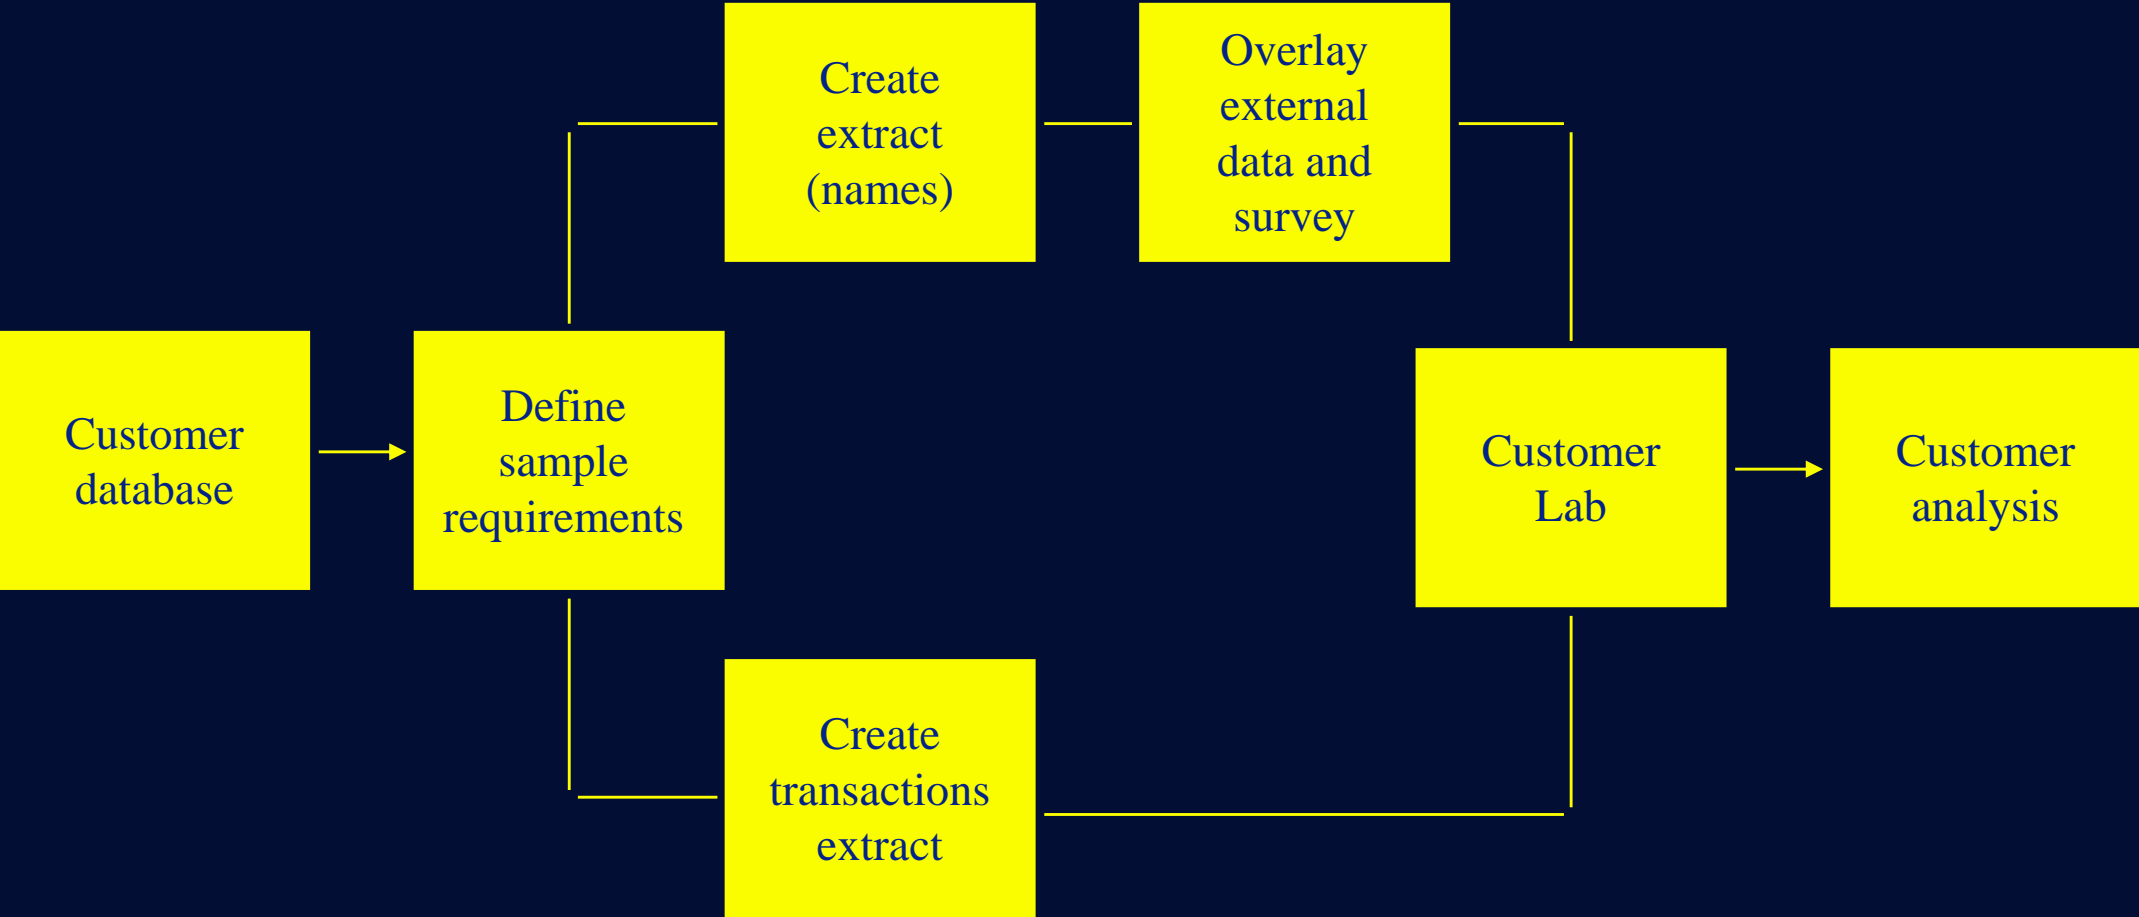 Create
extract
(names)
Overlay
external
data and
survey
Customer
database
Define
sample
requirements
Customer
Lab
Customer
analysis
Create
transactions
extract